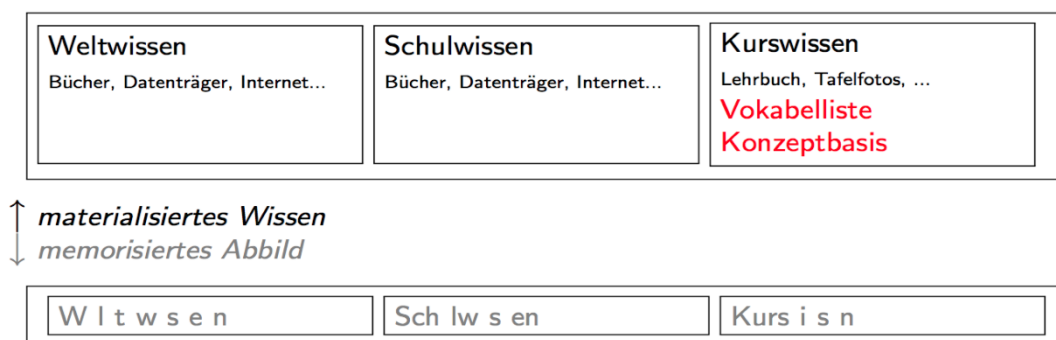 Weltwissen
Bücher, Datenträger, Internet...
Schulwissen
Bücher, Datenträger, Internet...
Kurswissen
Lehrbuch, Tafelfotos, ...
Vokabelliste
Konzeptbasis
↑ materialisiertes Wissen
↓ memorisiertes Abbild
W l t w s e n
Sch lw s en
Kurs i s n